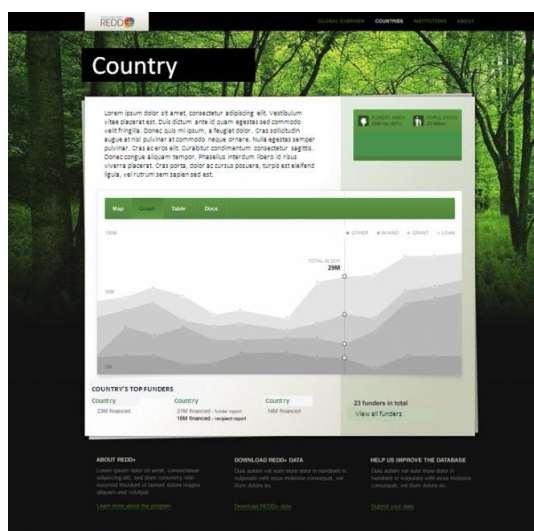 REDD
GLOBAL OVERVIEW COUNTRIES INSTITUTIONS ABOUT
Country
Lorem ipsum dolor sit amet, consectetur adipiscing elit. Vestibulum
vitae placerat est. Duis dictum ante id quam egestas sed commodo
velit fringilla. Donec quis mi ipsum, a feugiat dolor. Cras sollicitudin
augue at nisl pulvinar at commodo neque ornare. Nulla egestas semper
pulvinar. Cras ac eros elit. Curabitur condimentum consectetur sagittis.
Donec congue aliquam tempor. Phasellus interdum libero id risus
viverra placerat. Cras porta, dolor ac cursus posuere, turpis est eleifend
ligula, vel rutrum sem sapien sed est.
FOREST AREA
POPULATION
Map Graph Table Docs
100M
OTHER IN-KIND GRANT LOAN
TOTAL IN
29M
50M
COUNTRY'S TOP FUNDERS
Country Country Country
23M financed 21M financed - funder report 14M financed
16M financed - recipient report
23 funders in total
View all funders
ABOUT REDD+
Lorem ipsum dolor sit amet, consectetuer
adipiscing elit, sed diam nonummy nibh
euismod tincidunt ut laoreet dolore magna
aliquam erat volutpat.
Learn more about the program
DOWNLOAD REDD+ DATA
Duis autem vel eum iriure dolor in hendrerit in
vulputate velit esse molestie consequat, vel
illum dolore eu.
Download REDD+ data
HELP US IMPROVE THE DATABASE
Duis autem vel eum iriure dolor in hendrerit in
vulputate velit esse molestie consequat, vel
illum dolore eu.
Submit your data